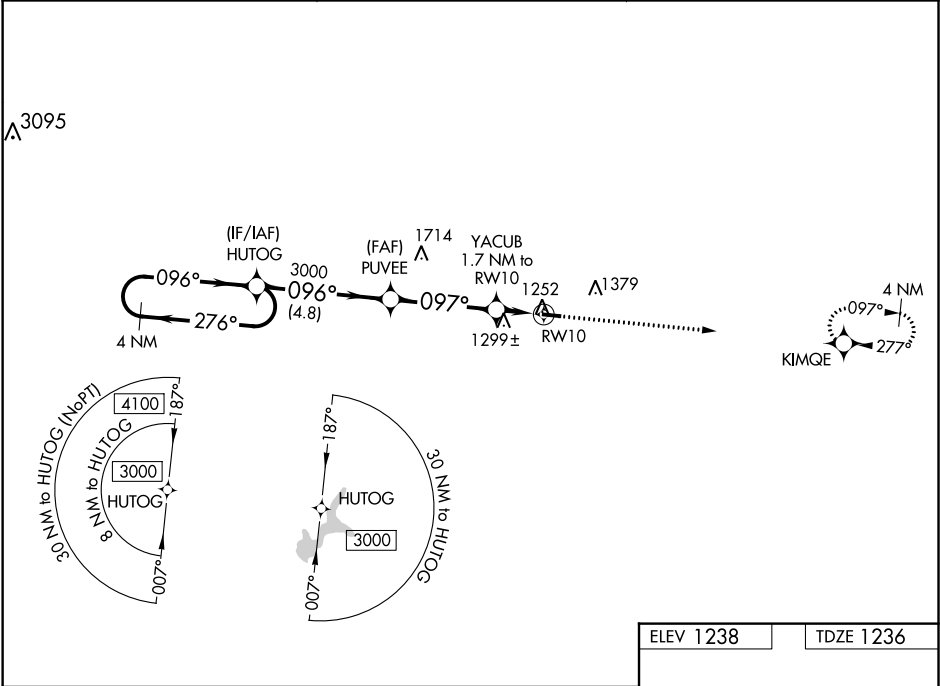 3095
(IF/IAF)
HUTOG
(FAF)
PUVEE
1714
YACUB
1.7 NM to
RW10
096°
3000
096°
(4.8)
097°
1252
1379
276°
4 NM
1299±
RW10
4 NM
097°
277°
KIMQE
30 NM to HUTOG (NoPT)
4100
187°
8 NM to HUTOG
3000
HUTOG
007°
187°
HUTOG
3000
30 NM to HUTOG
007°
ELEV 1238
TDZE 1236